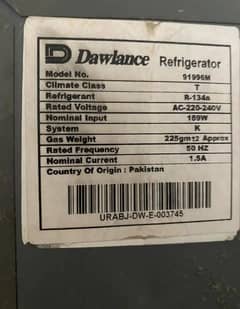 D Dawlance Refrigerator
Model No. 91996M
Climate Class T
Refrigerant R-134a
Rated Voltage AC-220-240V
Nominal Input 189W
System K
Gas Weight 225gm±2 Approx
Rated Frequency 50 HZ
Nominal Current 1.5A
Country Of Origin : Pakistan
URABJ-DW-E-003745